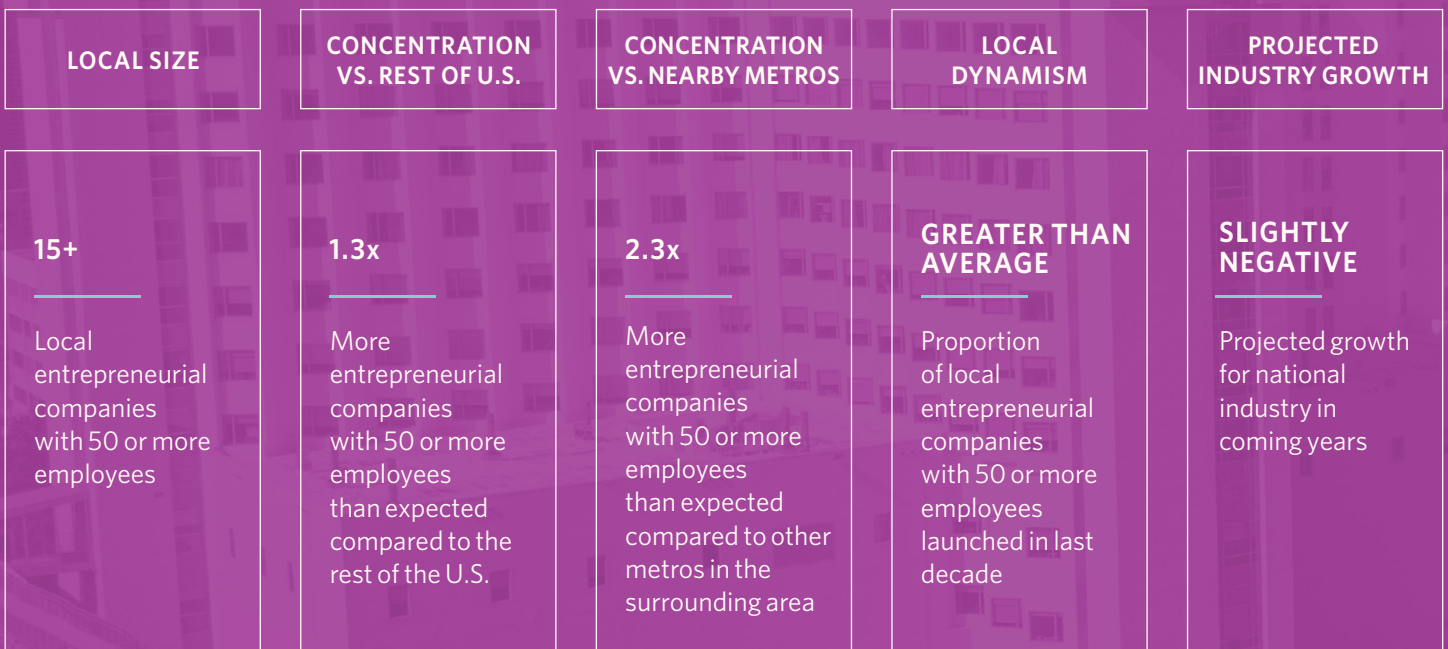 LOCAL SIZE
CONCENTRATION
VS. REST OF U.S.
CONCENTRATION
VS. NEARBY METROS
LOCAL
DYNAMISM
PROJECTED
INDUSTRY GROWTH
15+
Local
entrepreneurial
companies
with 50 or more
employees
1.3x
More
entrepreneurial
companies
with 50 or more
employees
than expected
compared to the
rest of the U.S.
2.3x
More
entrepreneurial
companies
with 50 or more
employees
than expected
compared to other
metros in the
surrounding area
GREATER THAN
AVERAGE
Proportion
of local
entrepreneurial
companies
with 50 or more
employees
launched in last
decade
SLIGHTLY
NEGATIVE
Projected growth
for national
industry in
coming years